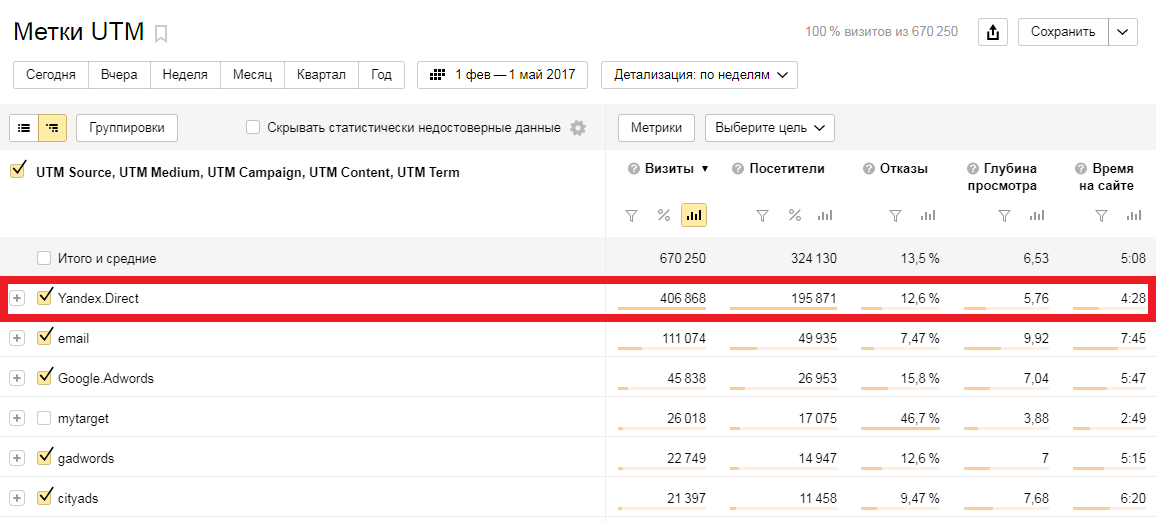 Метки UTM
100 % визитов из 670 250
Сохранить
Сегодня Вчера Неделя Месяц Квартал Год
1 фев — 1 май 2017
Детализация: по неделям
Группировки
Скрывать статистически недостоверные данные
Метрики
Выберите цель
UTM Source, UTM Medium, UTM Campaign, UTM Content, UTM Term
? Визиты ▼ ? Посетители ? Отказы ? Глубина ? Время
просмотра на сайте
% %
Итого и средние 670 250 324 130 13,5 % 6,53 5:08
+ Yandex.Direct 406 868 195 871 12,6 % 5,76 4:28
+ email 111 074 49 935 7,47 % 9,92 7:45
+ Google.Adwords 45 838 26 953 15,8 % 7,04 5:47
+ mytarget 26 018 17 075 46,7 % 3,88 2:49
+ gadwords 22 749 14 947 12,6 % 7 5:15
+ cityads 21 397 11 458 9,47 % 7,68 6:20